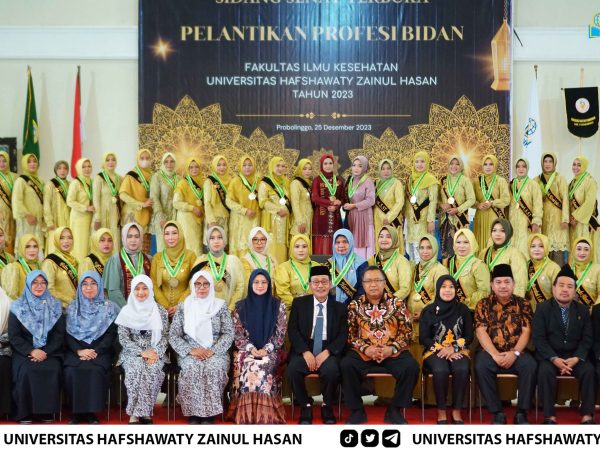 SIDANG SENAT TERBUKA
PELANTIKAN PROFESI BIDAN
FAKULTAS ILMU KESEHATAN
UNIVERSITAS HAFSHAWATY ZAINUL HASAN
TAHUN 2023
Probolinggo, 25 Desember 2023
UNIVERSITAS HAFSHAWATY ZAINUL HASAN
UNIVERSITAS HAFSHAWATY